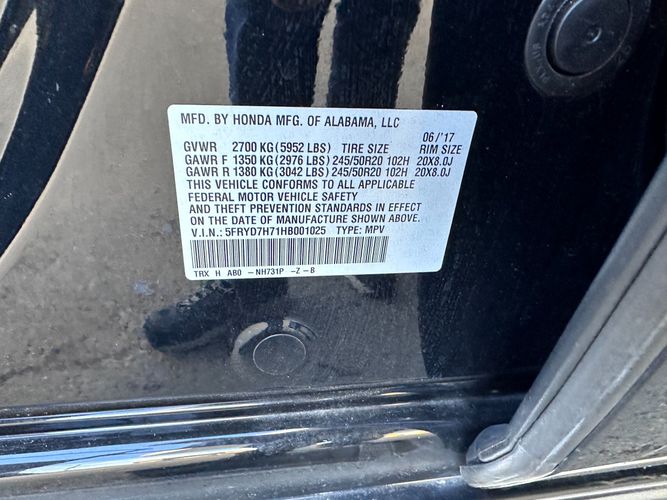 MFD. BY HONDA MFG. OF ALABAMA, LLC
06/'17
GVWR 2700 KG (5952 LBS) TIRE SIZE RIM SIZE
GAWR F 1350 KG (2976 LBS) 245/50R20 102H 20X8.0J
GAWR R 1380 KG (3042 LBS) 245/50R20 102H 20X8.0J
THIS VEHICLE CONFORMS TO ALL APPLICABLE
FEDERAL MOTOR VEHICLE SAFETY
AND THEFT PREVENTION STANDARDS IN EFFECT
ON THE DATE OF MANUFACTURE SHOWN ABOVE.
V.I.N.: 5FRYD7H71HB001025 TYPE: MPV
TRX H AB0 -NH731P -Z-B